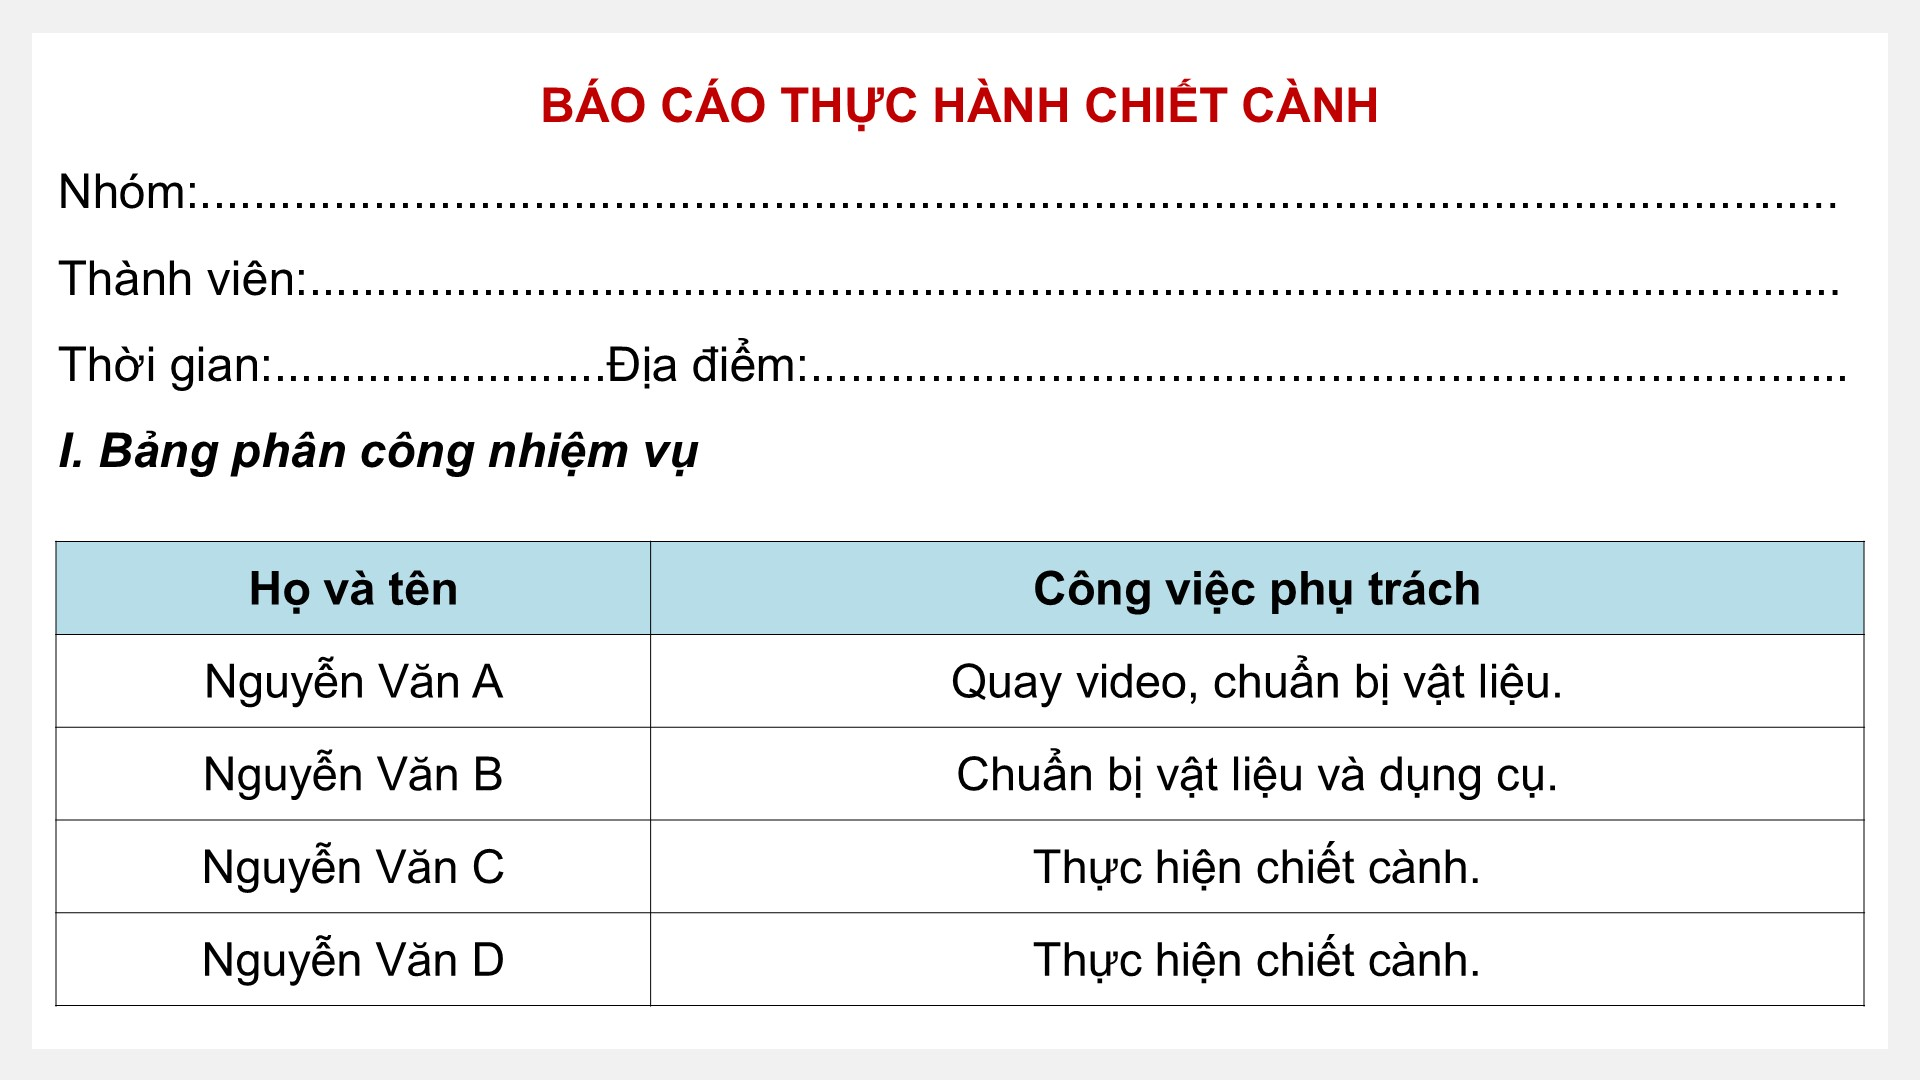 BÁO CÁO THỰC HÀNH CHIẾT CÀNH
Nhóm:...........................................................................................................................
Thành viên:...................................................................................................................
Thời gian:.........................Địa điểm:..............................................................................
I. Bảng phân công nhiệm vụ
Họ và tên Công việc phụ trách
Nguyễn Văn A Quay video, chuẩn bị vật liệu.
Nguyễn Văn B Chuẩn bị vật liệu và dụng cụ.
Nguyễn Văn C Thực hiện chiết cành.
Nguyễn Văn D Thực hiện chiết cành.